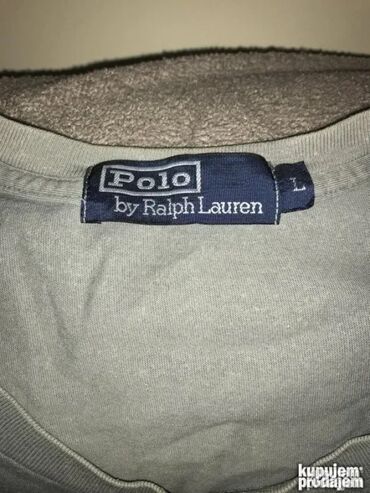 Polo
by Ralph Lauren
L
kupujem
prodajem